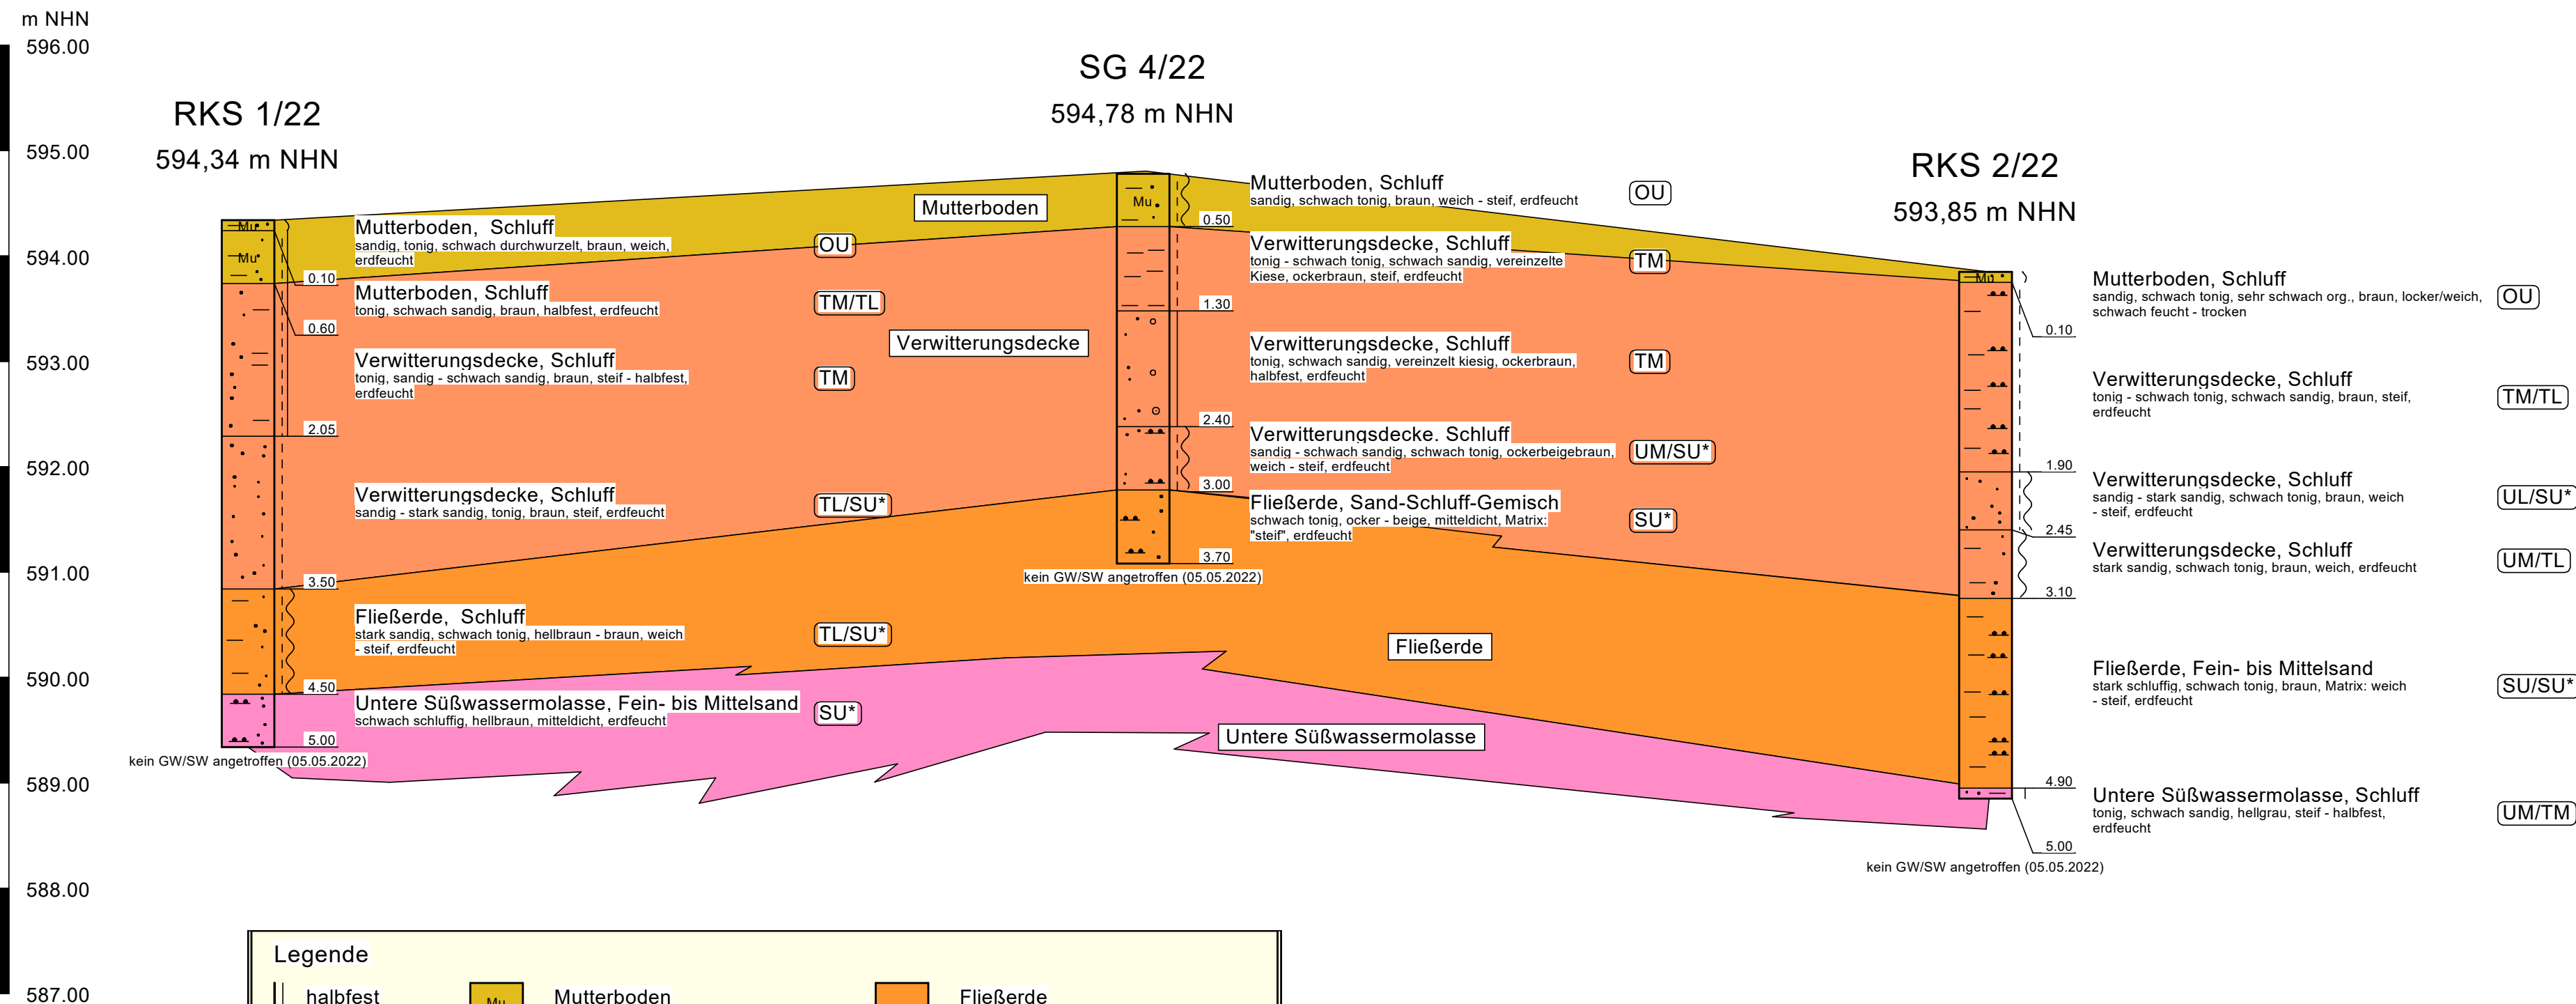 m NHN
596.00
595.00
594.00
593.00
592.00
591.00
590.00
589.00
588.00
587.00
RKS 1/22
594,34 m NHN
Mu
Mu
0.10
0.60
2.05
3.50
4.50
5.00
kein GW/SW angetroffen (05.05.2022)
Mutterboden, Schluff
sandig, tonig, schwach durchwurzelt, braun, weich,
erdfeucht
OU
Mutterboden, Schluff
tonig, schwach sandig, braun, halbfest, erdfeucht
TM/TL
Verwitterungsdecke, Schluff
tonig, sandig - schwach sandig, braun, steif - halbfest,
erdfeucht
TM
Verwitterungsdecke, Schluff
sandig - stark sandig, tonig, braun, steif, erdfeucht
TL/SU*
Fließerde, Schluff
stark sandig, schwach tonig, hellbraun - braun, weich
- steif, erdfeucht
TL/SU*
Untere Süßwassermolasse, Fein- bis Mittelsand
schwach schluffig, hellbraun, mitteldicht, erdfeucht
SU*
Mutterboden
Verwitterungsdecke
SG 4/22
594,78 m NHN
Mu
0.50
1.30
2.40
3.00
3.70
kein GW/SW angetroffen (05.05.2022)
Mutterboden, Schluff
sandig, schwach tonig, braun, weich - steif, erdfeucht
OU
Verwitterungsdecke, Schluff
tonig - schwach tonig, schwach sandig, vereinzelte
Kiese, ockerbraun, steif, erdfeucht
TM
Verwitterungsdecke, Schluff
tonig, schwach sandig, vereinzelt kiesig, ockerbraun,
halbfest, erdfeucht
TM
Verwitterungsdecke. Schluff
sandig - schwach sandig, schwach tonig, ockerbeigebraun,
weich - steif, erdfeucht
UM/SU*
Fließerde, Sand-Schluff-Gemisch
schwach tonig, ocker - beige, mitteldicht, Matrix:
"steif", erdfeucht
SU*
Fließerde
Untere Süßwassermolasse
RKS 2/22
593,85 m NHN
Mu
0.10
1.90
2.45
3.10
4.90
5.00
kein GW/SW angetroffen (05.05.2022)
Mutterboden, Schluff
sandig, schwach tonig, sehr schwach org., braun, locker/weich,
schwach feucht - trocken
OU
Verwitterungsdecke, Schluff
tonig - schwach tonig, schwach sandig, braun, steif,
erdfeucht
TM/TL
Verwitterungsdecke, Schluff
sandig - stark sandig, schwach tonig, braun, weich
- steif, erdfeucht
UL/SU*
Verwitterungsdecke, Schluff
stark sandig, schwach tonig, braun, weich, erdfeucht
UM/TL
Fließerde, Fein- bis Mittelsand
stark schluffig, schwach tonig, braun, Matrix: weich
- steif, erdfeucht
SU/SU*
Untere Süßwassermolasse, Schluff
tonig, schwach sandig, hellgrau, steif - halbfest,
erdfeucht
UM/TM
Legende
halbfest
Mu
Mutterboden
Fließerde